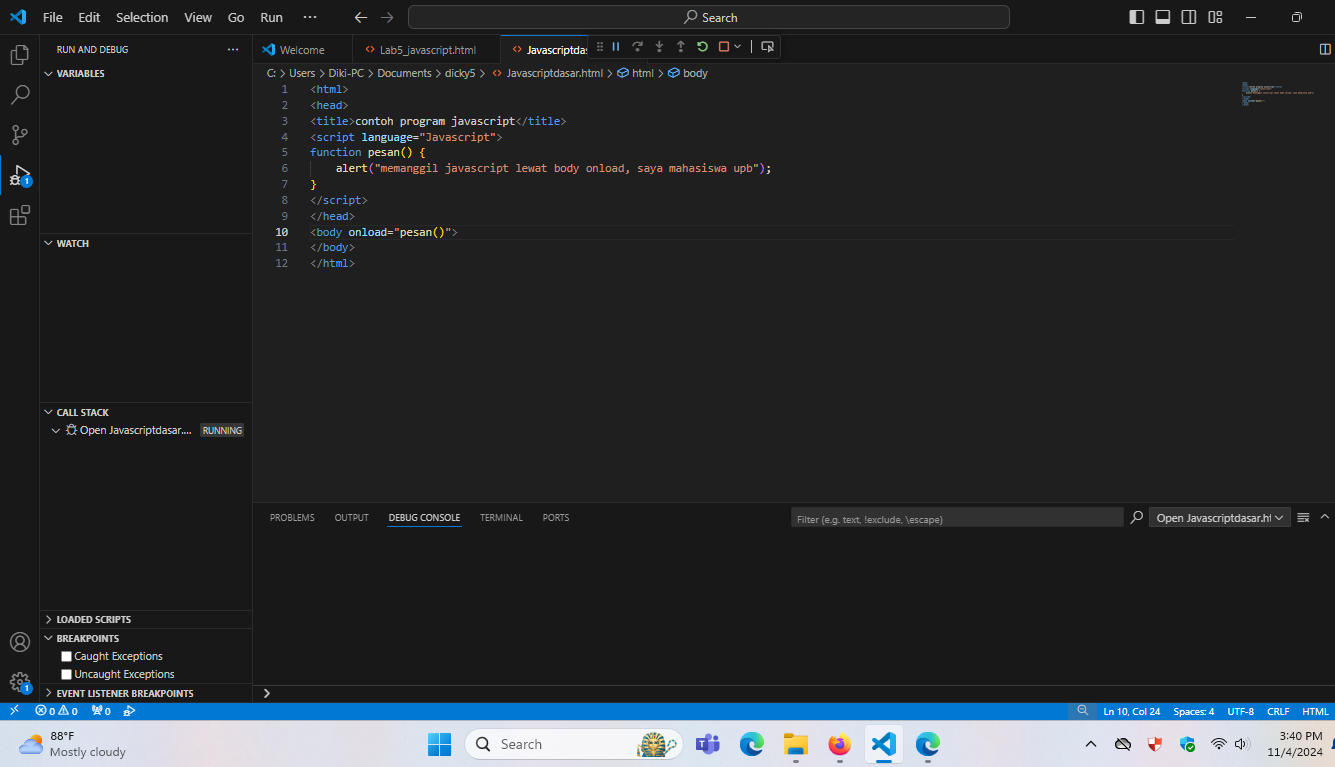 File Edit Selection View Go Run ···
Search
RUN AND DEBUG ···
Welcome
Lab5_javascript.html
Javascriptdas
VARIABLES
C: > Users > Diki-PC > Documents > dicky5 > Javascriptdasar.html > html > body
1 <html>
2 <head>
3 <title>contoh program javascript</title>
4 <script language="Javascript">
5 function pesan() {
6 alert("memanggil javascript lewat body onload, saya mahasiswa upb");
7 }
8 </script>
9 </head>
10 <body onload="pesan()">
11 </body>
12 </html>
1
WATCH
CALL STACK
Open Javascriptdasar.... RUNNING
PROBLEMS OUTPUT DEBUG CONSOLE TERMINAL PORTS
Filter (e.g. text, !exclude, \escape)
Open Javascriptdasar.ht
LOADED SCRIPTS
BREAKPOINTS
Caught Exceptions
Uncaught Exceptions
1
EVENT LISTENER BREAKPOINTS
>
0 0 0
Ln 10, Col 24 Spaces: 4 UTF-8 CRLF HTML
88°F
Mostly cloudy
Search
3:40 PM
11/4/2024